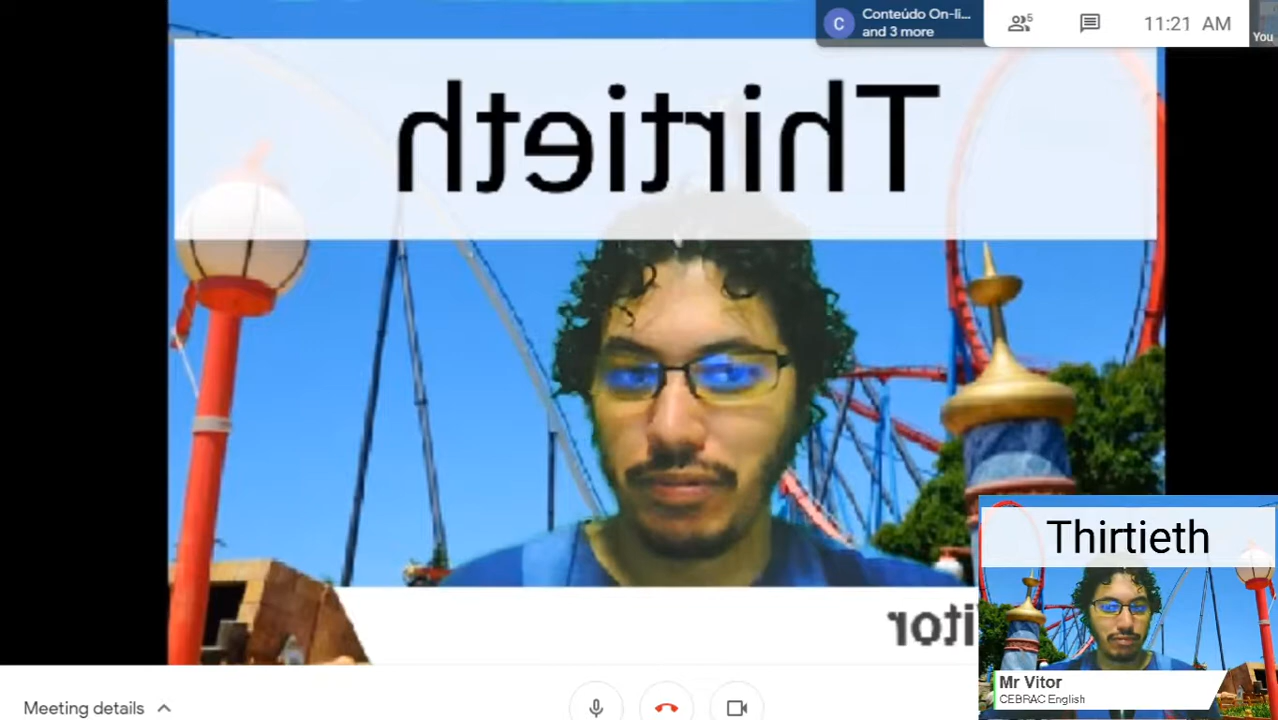 Conteúdo On-li...
and 3 more
5
11:21 AM
You
Thirtieth
itor
Thirtieth
Mr Vitor
CEBRAC English
Meeting details
C